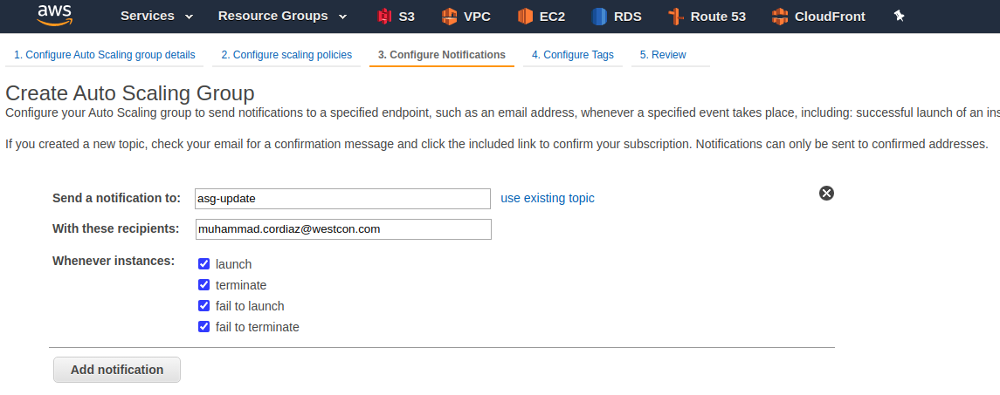 aws Services Resource Groups S3 VPC EC2 RDS Route 53 CloudFront
1. Configure Auto Scaling group details 2. Configure scaling policies 3. Configure Notifications 4. Configure Tags 5. Review
Create Auto Scaling Group
Configure your Auto Scaling group to send notifications to a specified endpoint, such as an email address, whenever a specified event takes place, including: successful launch of an
If you created a new topic, check your email for a confirmation message and click the included link to confirm your subscription. Notifications can only be sent to confirmed addresses.
Send a notification to: asg-update use existing topic
With these recipients: muhammad.cordiaz@westcon.com
Whenever instances: launch
terminate
fail to launch
fail to terminate
Add notification